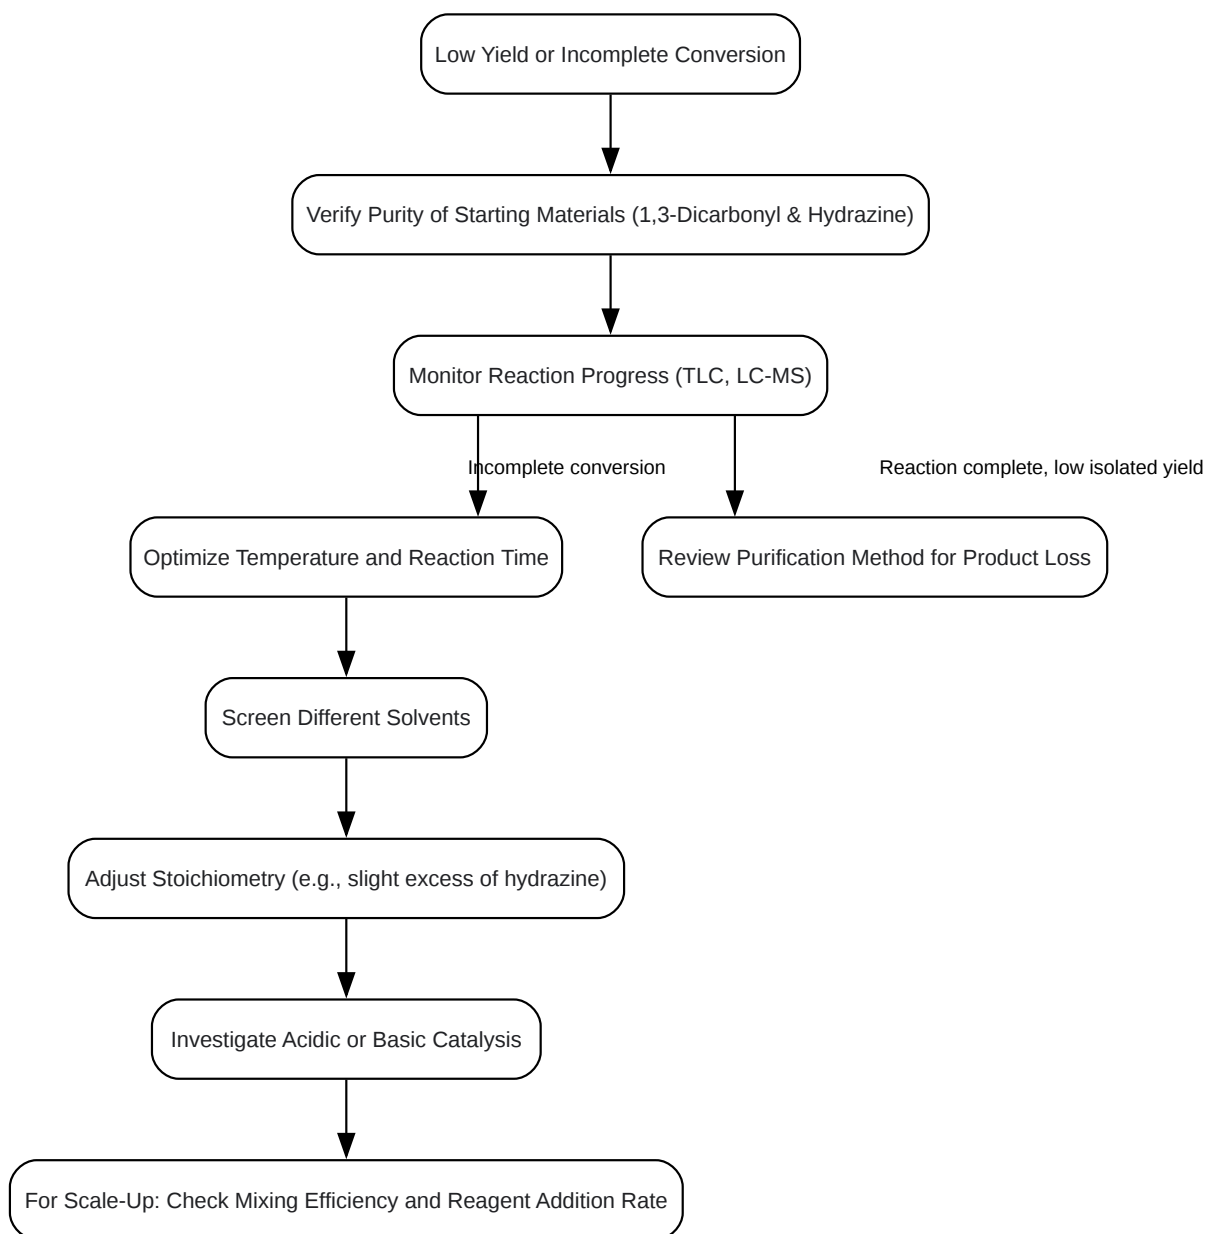 Low Yield or Incomplete Conversion
Verify Purity of Starting Materials (1,3-Dicarbonyl & Hydrazine)
Monitor Reaction Progress (TLC, LC-MS)
Incomplete conversion
Reaction complete, low isolated yield
Optimize Temperature and Reaction Time
Review Purification Method for Product Loss
Screen Different Solvents
Adjust Stoichiometry (e.g., slight excess of hydrazine)
Investigate Acidic or Basic Catalysis
For Scale-Up: Check Mixing Efficiency and Reagent Addition Rate